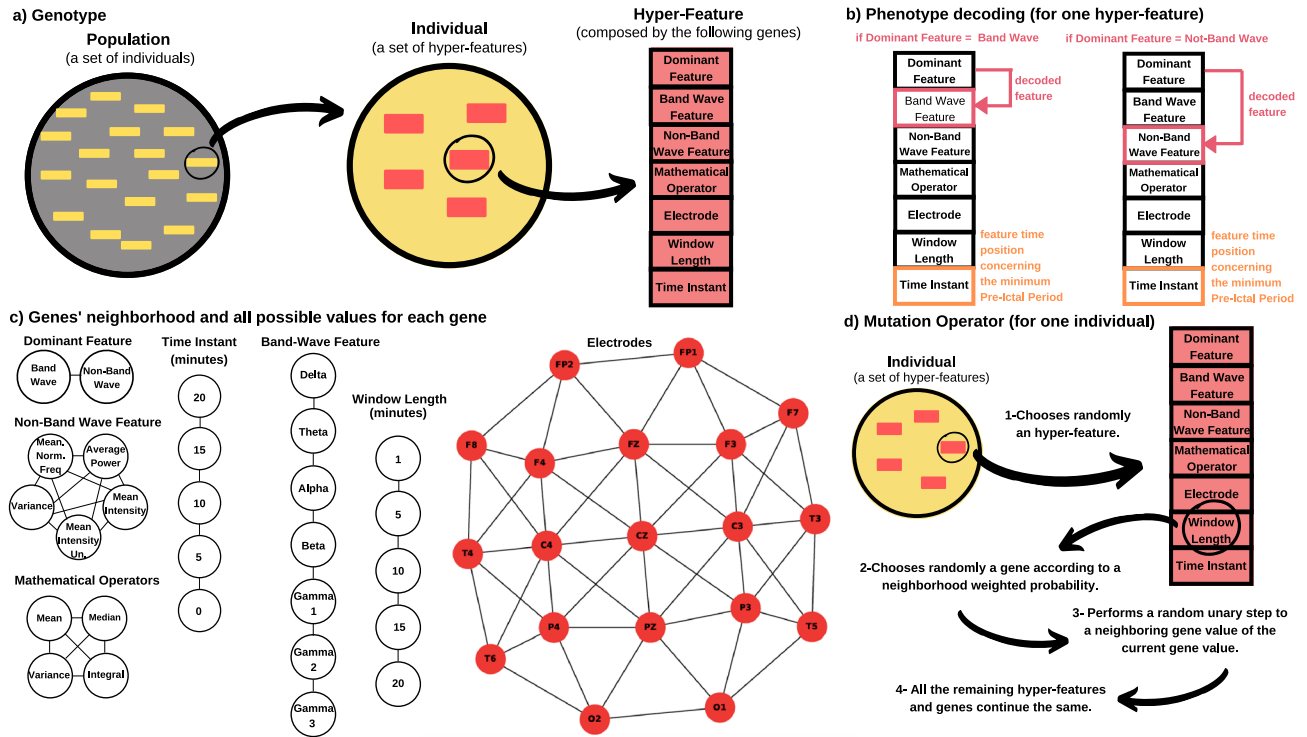 a) Genotype
Population
(a set of individuals)
Individual
(a set of hyper-features)
Hyper-Feature
(composed by the following genes)
Dominant
Feature
Band Wave
Feature
Non-Band
Wave Feature
Mathematical
Operator
Electrode
Window
Length
Time Instant
b) Phenotype decoding (for one hyper-feature)
if Dominant Feature = Band Wave
Dominant
Feature
decoded
feature
Band Wave
Feature
Non-Band
Wave Feature
Mathematical
Operator
Electrode
Window
Length
Time Instant
feature time
position
concerning
the minimum
Pre-Ictal Period
if Dominant Feature = Not-Band Wave
Dominant
Feature
decoded
feature
Band Wave
Feature
Non-Band
Wave Feature
Mathematical
Operator
Electrode
Window
Length
Time Instant
feature time
position
concerning
the minimum
Pre-Ictal Period
c) Genes' neighborhood and all possible values for each gene
Dominant Feature
Band
Wave
Non-Band
Wave
Non-Band Wave Feature
Mean.
Norm.
Freq
Average
Power
Variance
Mean
Intensity
Mean
Intensity
Un.
Mathematical Operators
Mean
Median
Variance
Integral
Time Instant
(minutes)
20
15
10
5
0
Band-Wave Feature
Delta
Theta
Alpha
Beta
Gamma
1
Gamma
2
Gamma
3
Window Length
(minutes)
1
5
10
15
20
Electrodes
FP2
FP1
F7
F8
F4
FZ
F3
T4
C4
CZ
C3
T3
T6
P4
PZ
P3
T5
O2
O1
d) Mutation Operator (for one individual)
Individual
(a set of hyper-features)
1-Chooses randomly
an hyper-feature.
Dominant
Feature
Band Wave
Feature
Non-Band
Wave Feature
Mathematical
Operator
Electrode
Window
Length
Time Instant
2-Chooses randomly a gene according to a
neighborhood weighted probability.
3- Performs a random unary step to
a neighboring gene value of the
current gene value.
4- All the remaining hyper-features
and genes continue the same.